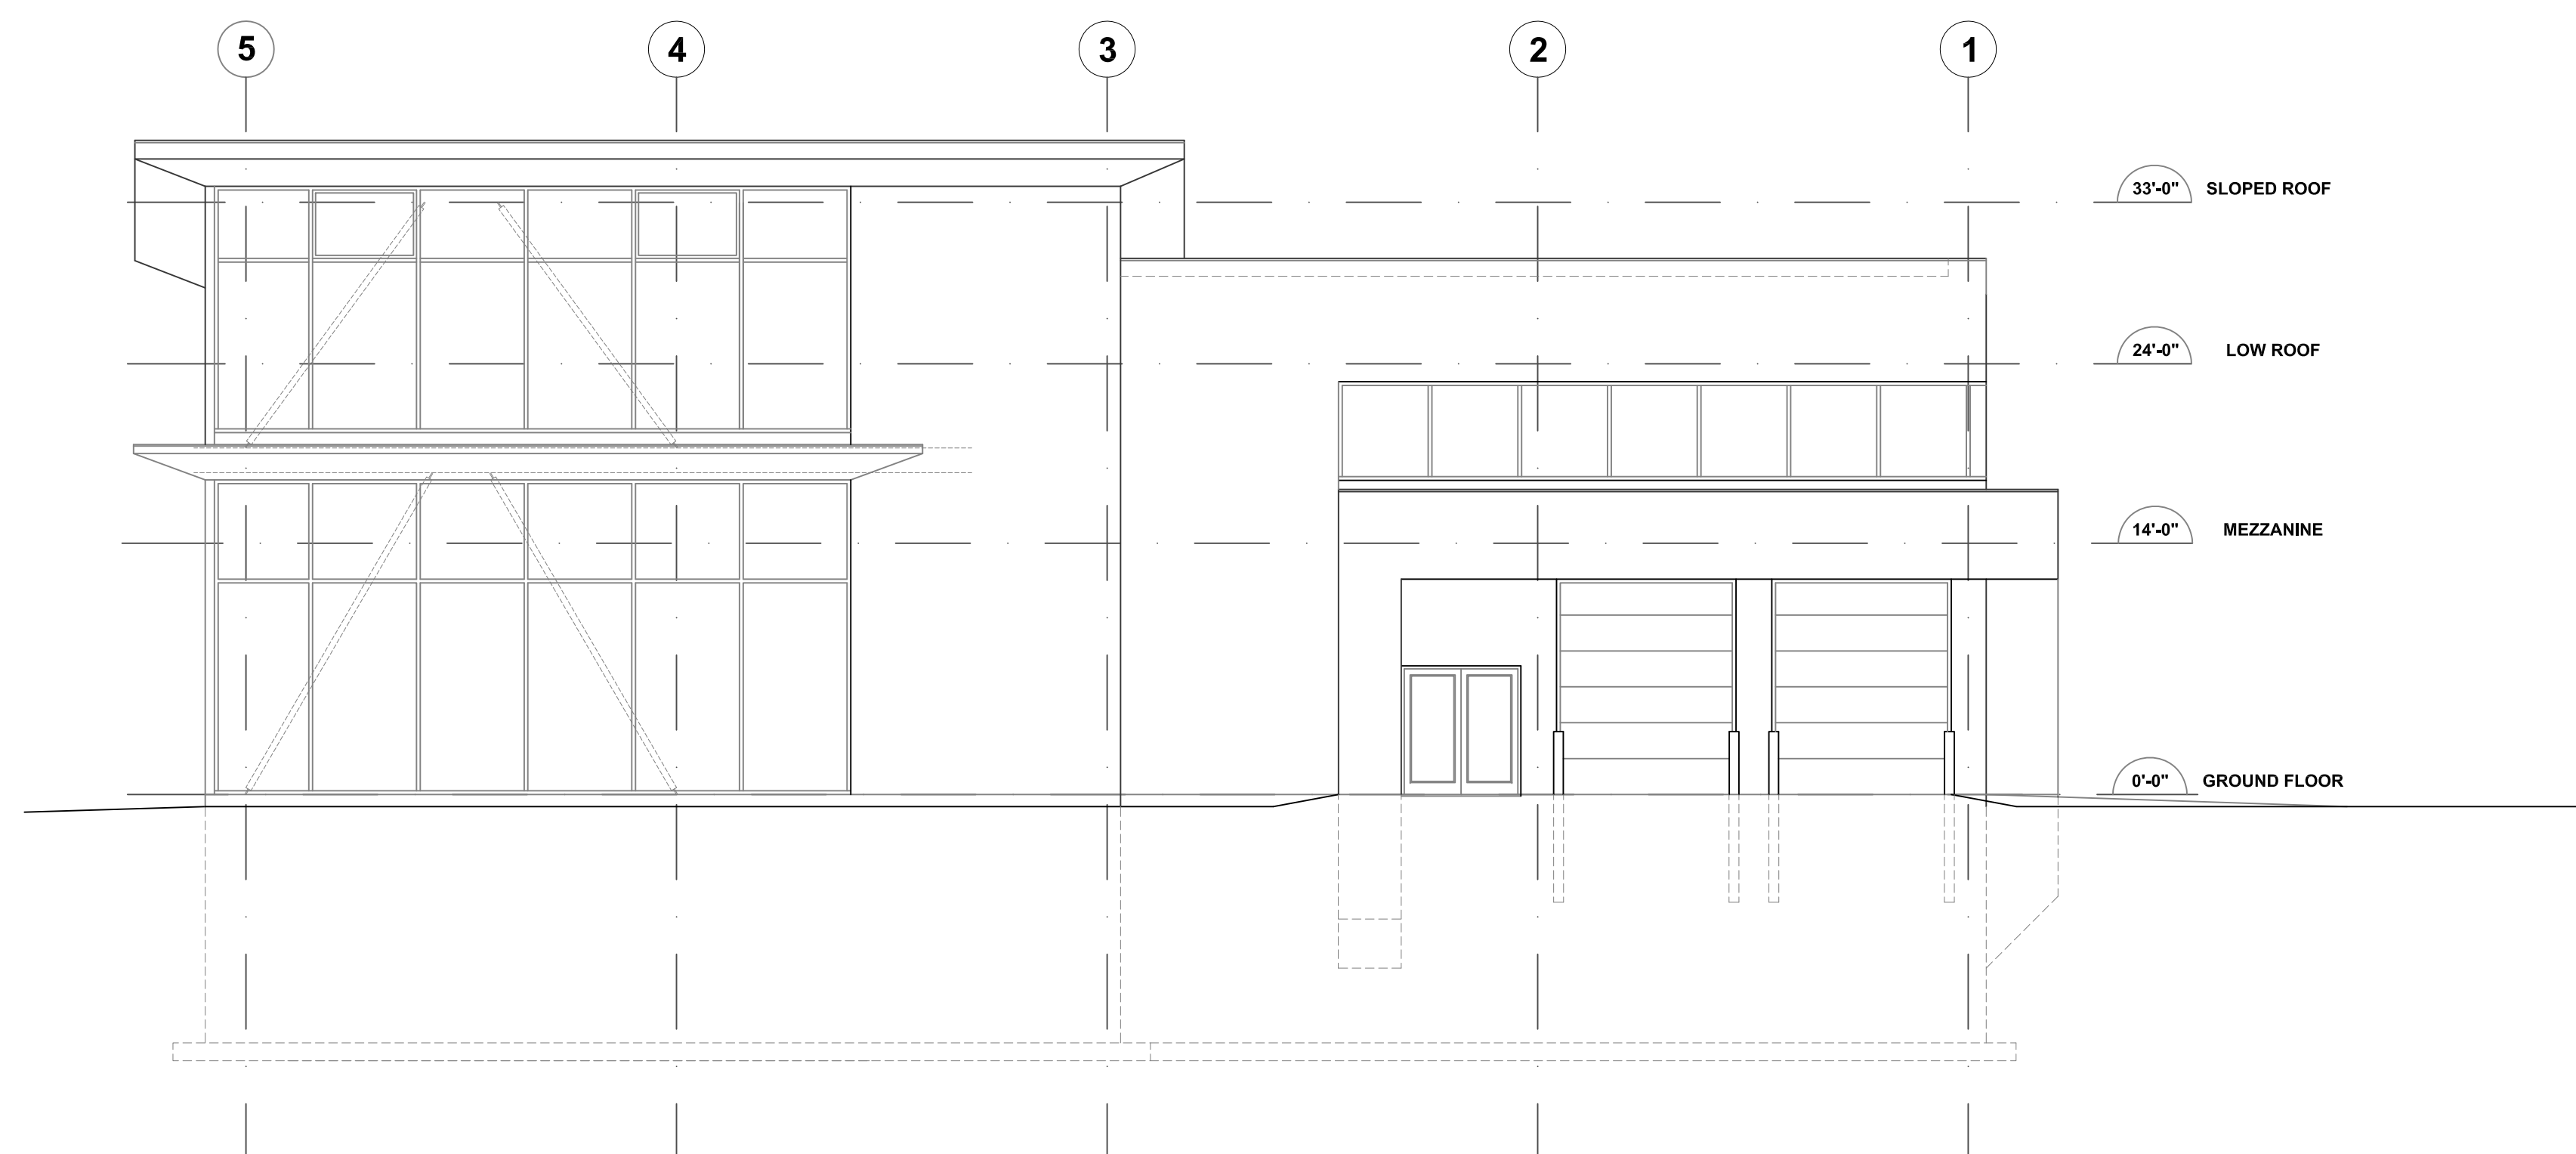 5 4 3 2 1
33'-0" SLOPED ROOF
24'-0" LOW ROOF
14'-0" MEZZANINE
0'-0" GROUND FLOOR